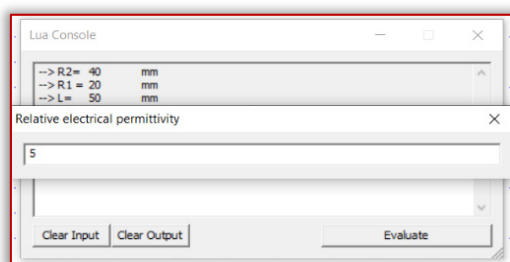 Lua Console
--> R2= 40 mm
--> R1 = 20 mm
--> L= 50 mm
Relative electrical permittivity
5
Clear Input Clear Output Evaluate